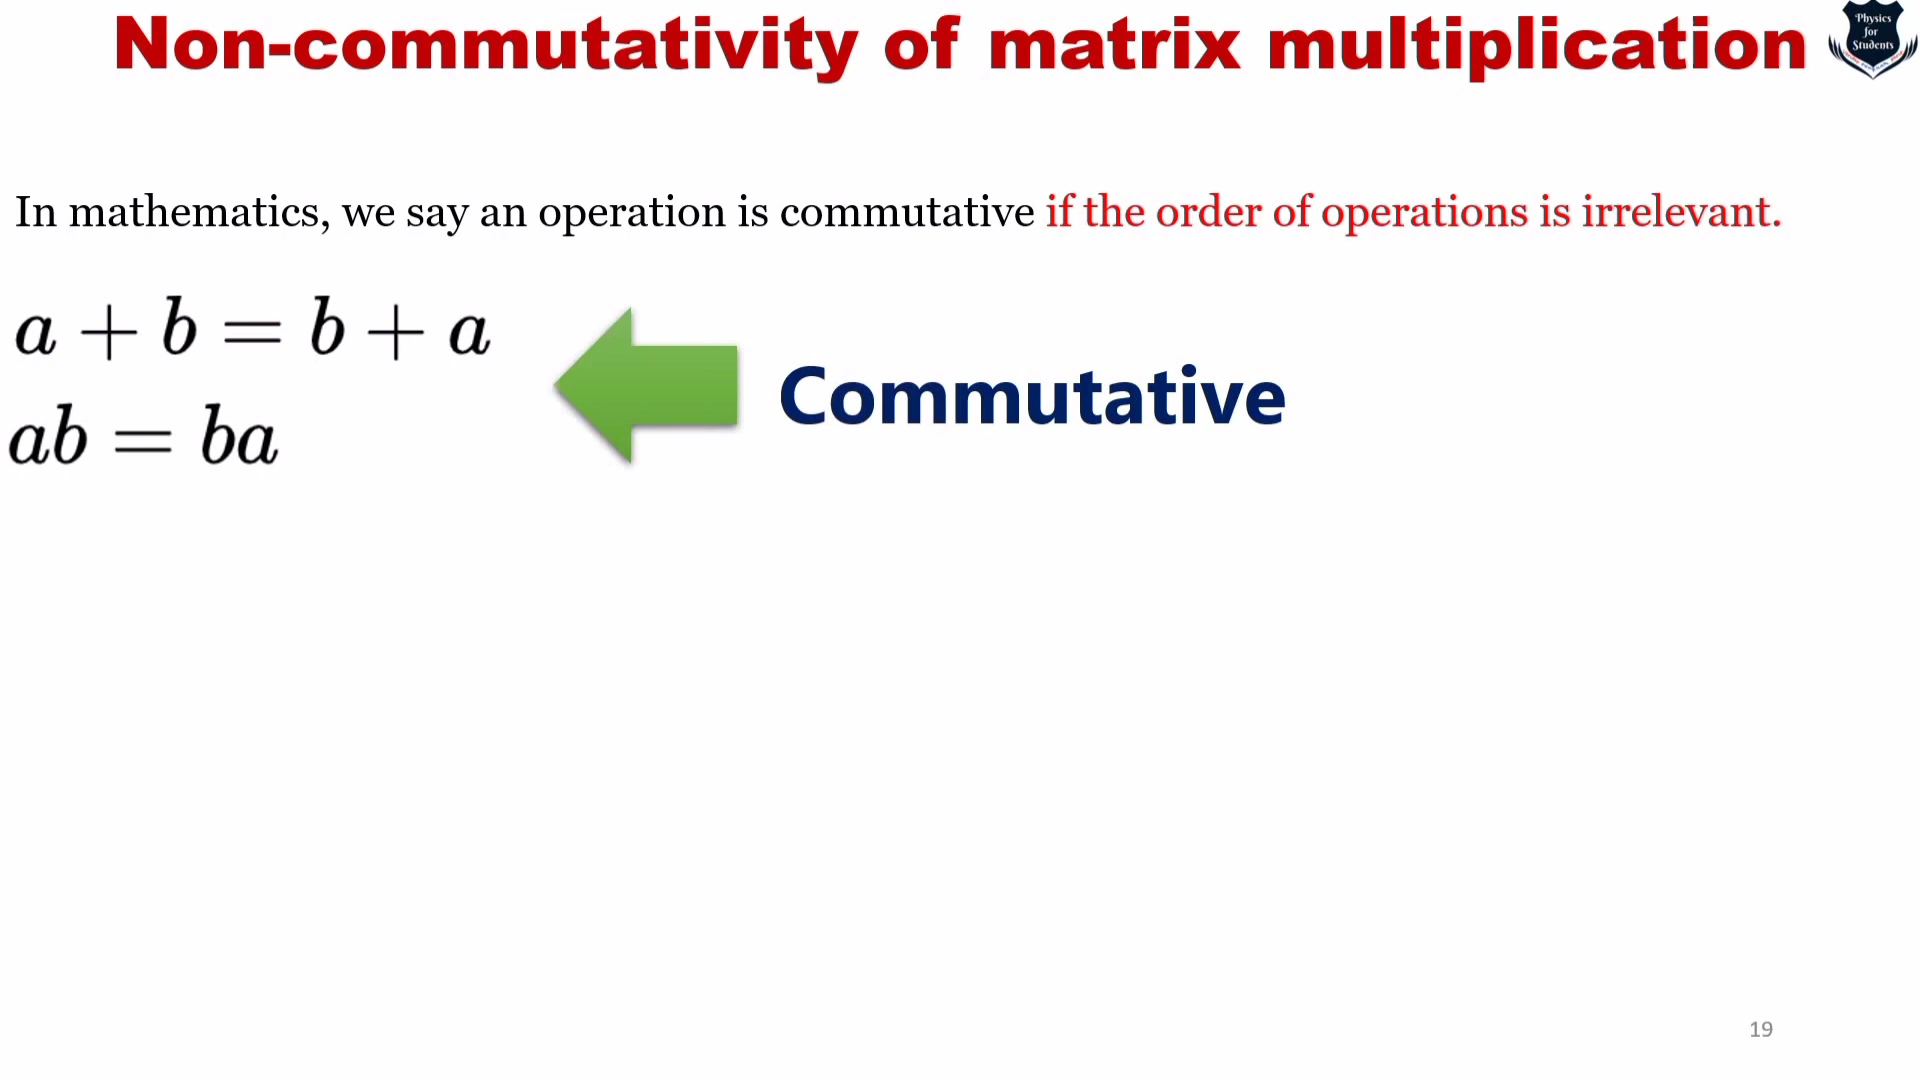 Non-commutativity of matrix multiplication
Physics
for
Students
In mathematics, we say an operation is commutative if the order of operations is irrelevant.
a + b = b + a
ab = ba
Commutative
19